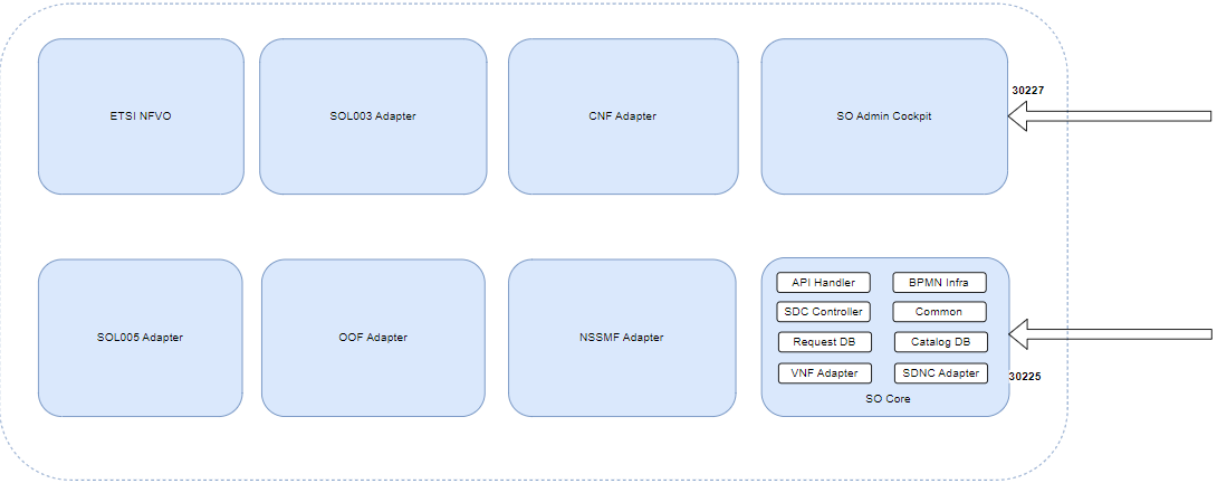 ETSI NFVO
SOL003 Adapter
CNF Adapter
SO Admin Cockpit
30227
SOL005 Adapter
OOF Adapter
NSSMF Adapter
API Handler
BPMN Infra
SDC Controller
Common
Request DB
Catalog DB
VNF Adapter
SDNC Adapter
SO Core
30225